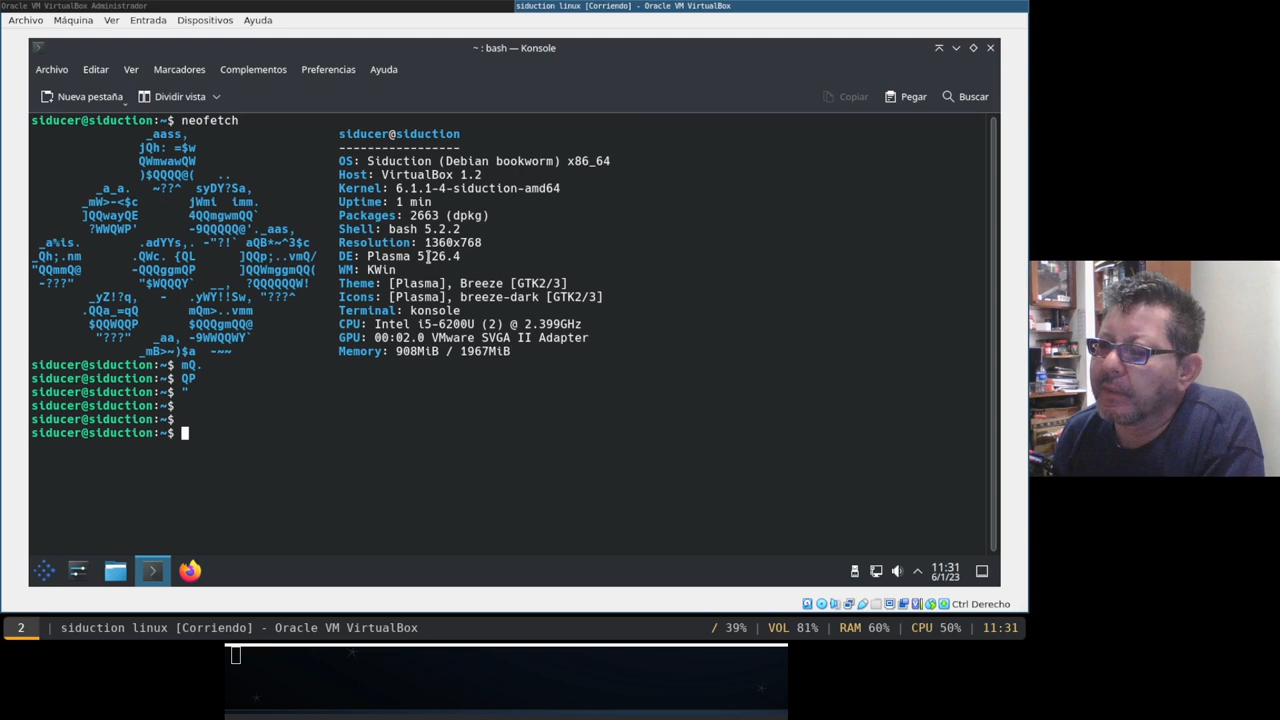 Oracle VM VirtualBox Administrador
siduction linux [Corriendo] - Oracle VM VirtualBox
Archivo Máquina Ver Entrada Dispositivos Ayuda
~ : bash — Konsole
Archivo Editar Ver Marcadores Complementos Preferencias Ayuda
Nueva pestaña Dividir vista Copiar Pegar Buscar
siducer@siduction:~$ neofetch
siducer@siduction
-----------------
OS: Siduction (Debian bookworm) x86_64
Host: VirtualBox 1.2
Kernel: 6.1.1-4-siduction-amd64
Uptime: 1 min
Packages: 2663 (dpkg)
Shell: bash 5.2.2
Resolution: 1360x768
DE: Plasma 5.26.4
WM: KWin
Theme: [Plasma], Breeze [GTK2/3]
Icons: [Plasma], breeze-dark [GTK2/3]
Terminal: konsole
CPU: Intel i5-6200U (2) @ 2.399GHz
GPU: 00:02.0 VMware SVGA II Adapter
Memory: 908MiB / 1967MiB
siducer@siduction:~$ mQ.
siducer@siduction:~$ QP
siducer@siduction:~$ "
siducer@siduction:~$
siducer@siduction:~$
siducer@siduction:~$
11:31
6/1/23
Ctrl Derecho
2 | siduction linux [Corriendo] - Oracle VM VirtualBox / 39% | VOL 81% | RAM 60% | CPU 50% | 11:31